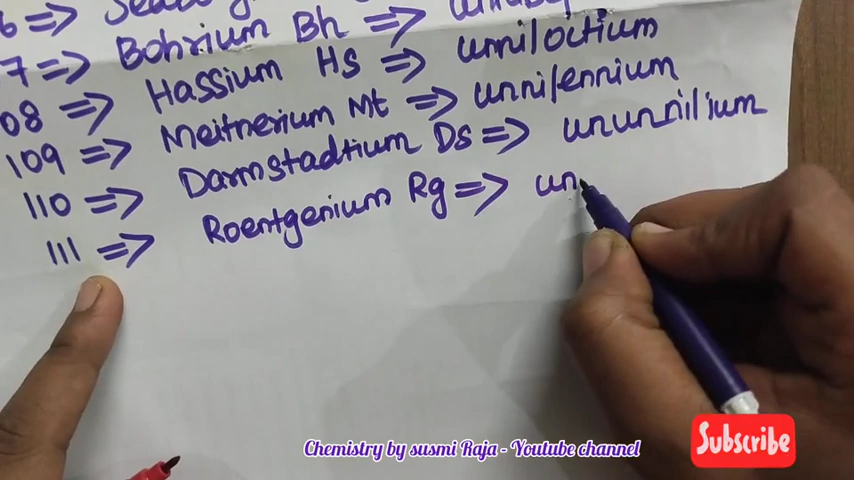 6 => 
7 => Bohrium Bh =>
08 => Hassium Hs => unniloctium
109 => Meitnerium Mt => unnilennium
110 => Darmstadtium Ds => ununnilium
111 => Roentgenium Rg => un
Chemistry by susmi Raja - Youtube channel
Subscribe